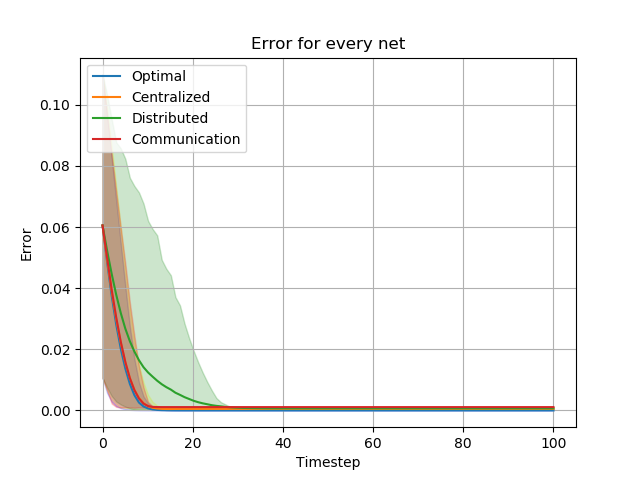 Error for every net
Optimal
Centralized
Distributed
Communication
0.10
0.08
0.06
0.04
0.02
0.00
Error
0 20 40 60 80 100
Timestep